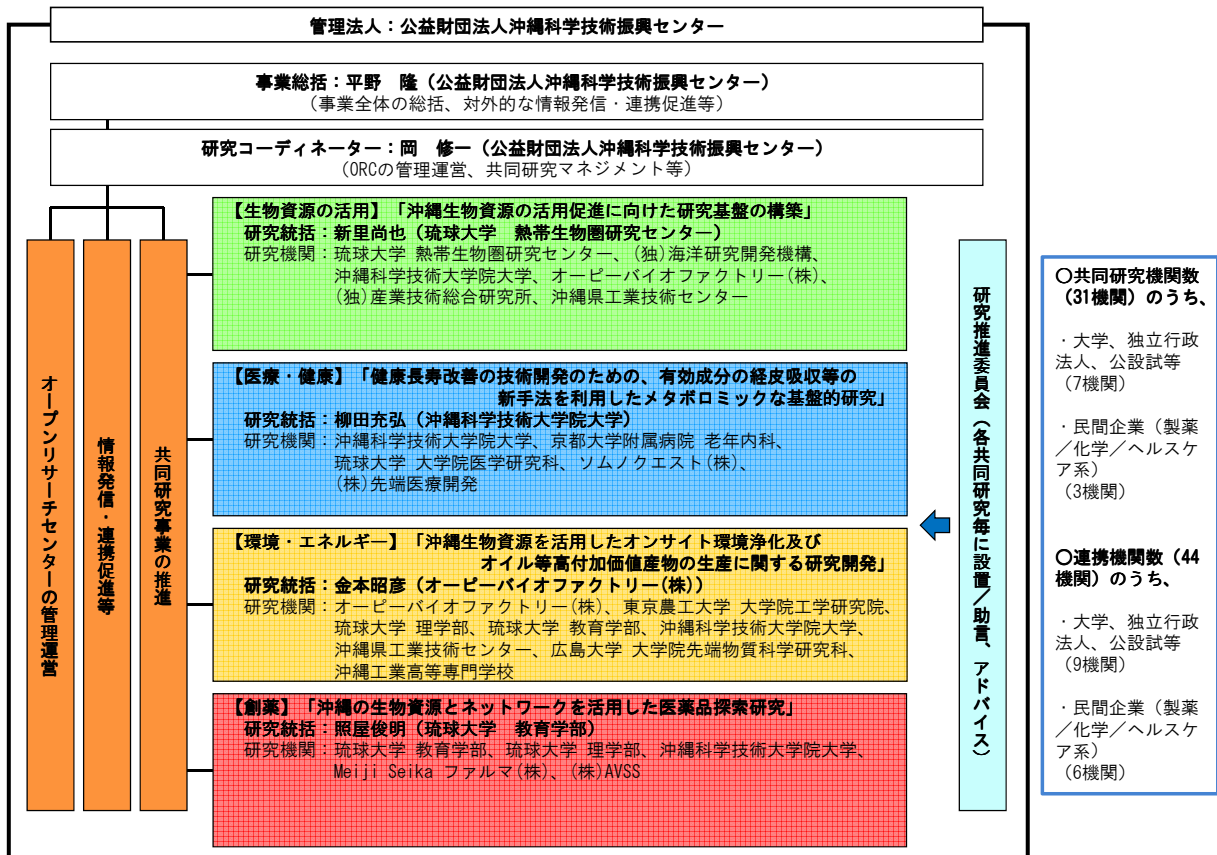 管理法人：公益財団法人沖縄科学技術振興センター
事業総括：平野　隆（公益財団法人沖縄科学技術振興センター）
（事業全体の総括、対外的な情報発信・連携促進等）
研究コーディネーター：岡　修一（公益財団法人沖縄科学技術振興センター）
（ORCの管理運営、共同研究マネジメント等）
オープンリサーチセンターの管理運営
情報発信・連携促進等
共同研究事業の推進
【生物資源の活用】「沖縄生物資源の活用促進に向けた研究基盤の構築」
研究統括：新里尚也（琉球大学　熱帯生物圏研究センター）
研究機関：琉球大学 熱帯生物圏研究センター、(独)海洋研究開発機構、
沖縄科学技術大学院大学、オーピーバイオファクトリー(株)、
(独)産業技術総合研究所、沖縄県工業技術センター
【医療・健康】「健康長寿改善の技術開発のための、有効成分の経皮吸収等の
新手法を利用したメタボロミックな基盤的研究」
研究統括：柳田充弘（沖縄科学技術大学院大学）
研究機関：沖縄科学技術大学院大学、京都大学附属病院 老年内科、
琉球大学 大学院医学研究科、ソムノクエスト(株)、
(株)先端医療開発
【環境・エネルギー】「沖縄生物資源を活用したオンサイト環境浄化及び
オイル等高付加価値産物の生産に関する研究開発」
研究統括：金本昭彦（オーピーバイオファクトリー(株)）
研究機関：オーピーバイオファクトリー(株)、東京農工大学 大学院工学研究院、
琉球大学 理学部、琉球大学 教育学部、沖縄科学技術大学院大学、
沖縄県工業技術センター、広島大学 大学院先端物質科学研究科、
沖縄工業高等専門学校
【創薬】「沖縄の生物資源とネットワークを活用した医薬品探索研究」
研究統括：照屋俊明（琉球大学　教育学部）
研究機関：琉球大学 教育学部、琉球大学 理学部、沖縄科学技術大学院大学、
Meiji Seika ファルマ(株)、(株)AVSS
研究推進委員会（各共同研究毎に設置／助言、アドバイス）
〇共同研究機関数
（31機関）のうち、
・大学、独立行政
法人、公設試等
（7機関）
・民間企業（製薬
／化学／ヘルスケ
ア系）
（3機関）
〇連携機関数（44
機関）のうち、
・大学、独立行政
法人、公設試等
（9機関）
・民間企業（製薬
／化学／ヘルスケ
ア系）
（6機関）